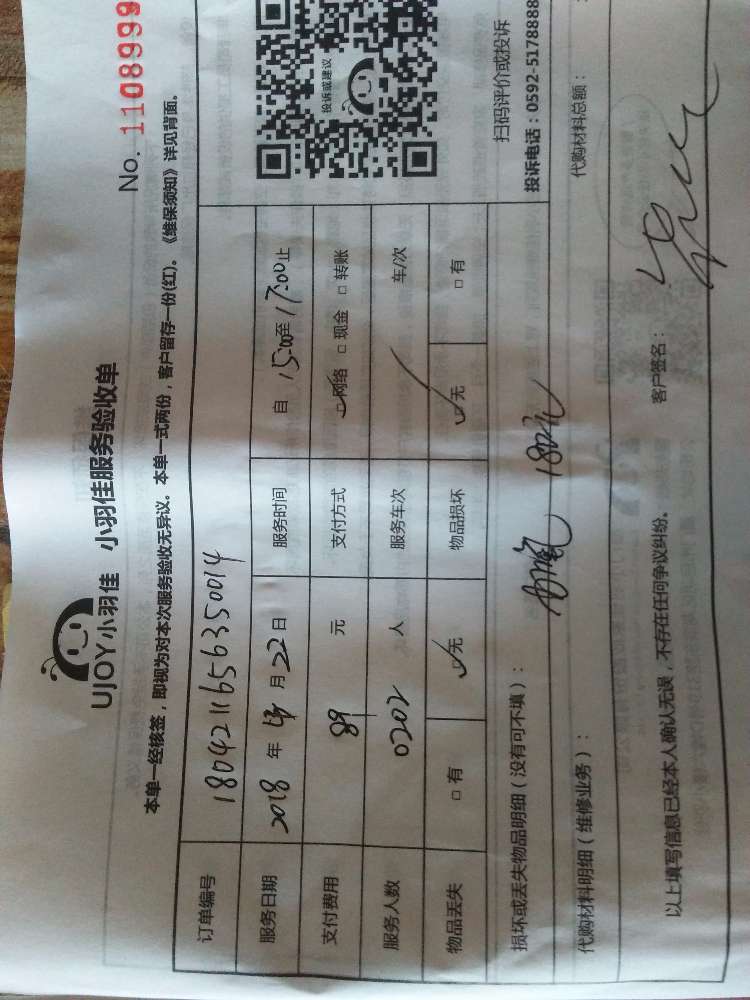 UJOY小羽佳 小羽佳服务验收单
No. 1108999
本单一经核签，即视为对本次服务验收无异议。本单一式两份，客户留存一份(红)。《维保须知》详见背面。
订单编号 1804211656350014
服务日期 2018 年 4 月 22 日 服务时间 自 15:00 至 17:00 止
支付费用 89 元 支付方式 ☑网络 □现金 □转账
服务人数 0202 人 服务车次 车/次
物品丢失 □有 ☑无 物品损坏 ☑无 □有
投诉或建议
扫码评价或投诉
投诉电话：0592-5178888
损坏或丢失物品明细（没有可不填）：
代购材料明细（维修业务）： 代购材料总额：
以上填写信息已经本人确认无误，不存在任何争议纠纷。 客户签名：